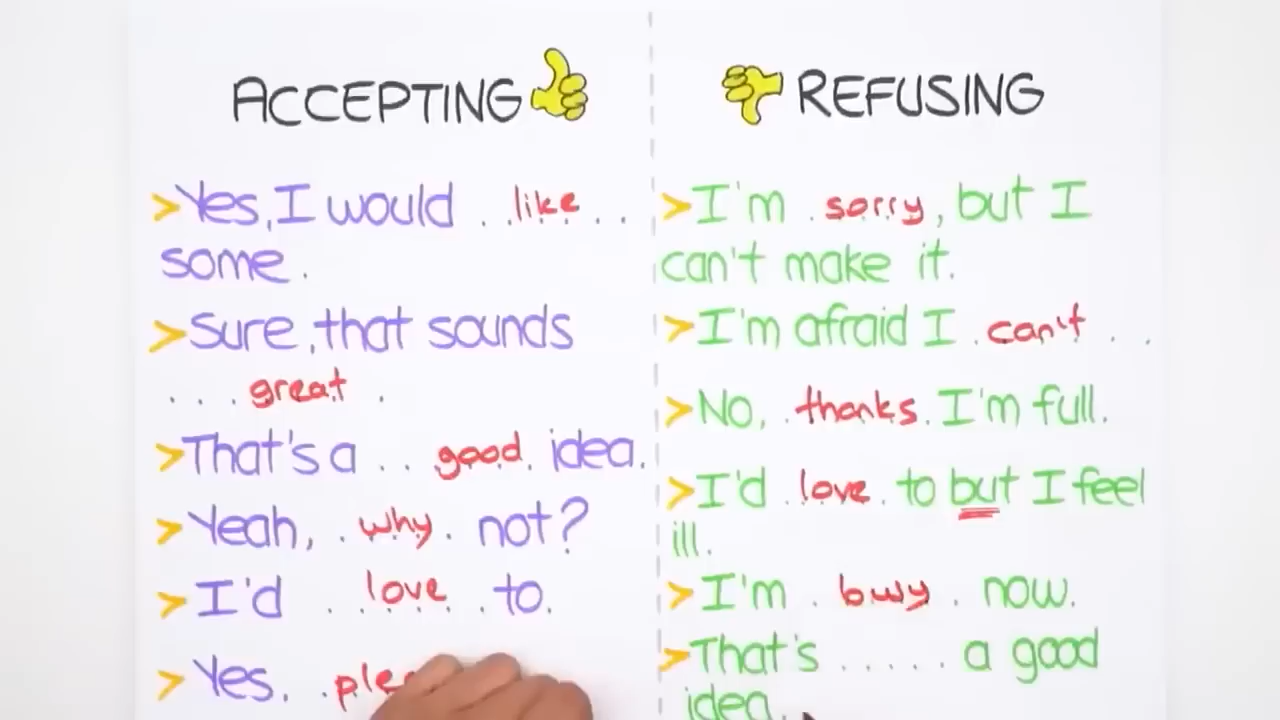 ACCEPTING
> Yes, I would . . like . . .
some.
> Sure, that sounds
. . . great .
> That's a . . good . idea.
> Yeah, . why . not?
> I'd . love . . to.
> Yes. . ple
REFUSING
> I'm . sorry, but I
can't make it.
> I'm afraid I . can't . .
> No, . thanks. I'm full.
> I'd . love . to but I feel
ill.
> I'm . busy . now.
> That's . . . . . a good
idea.